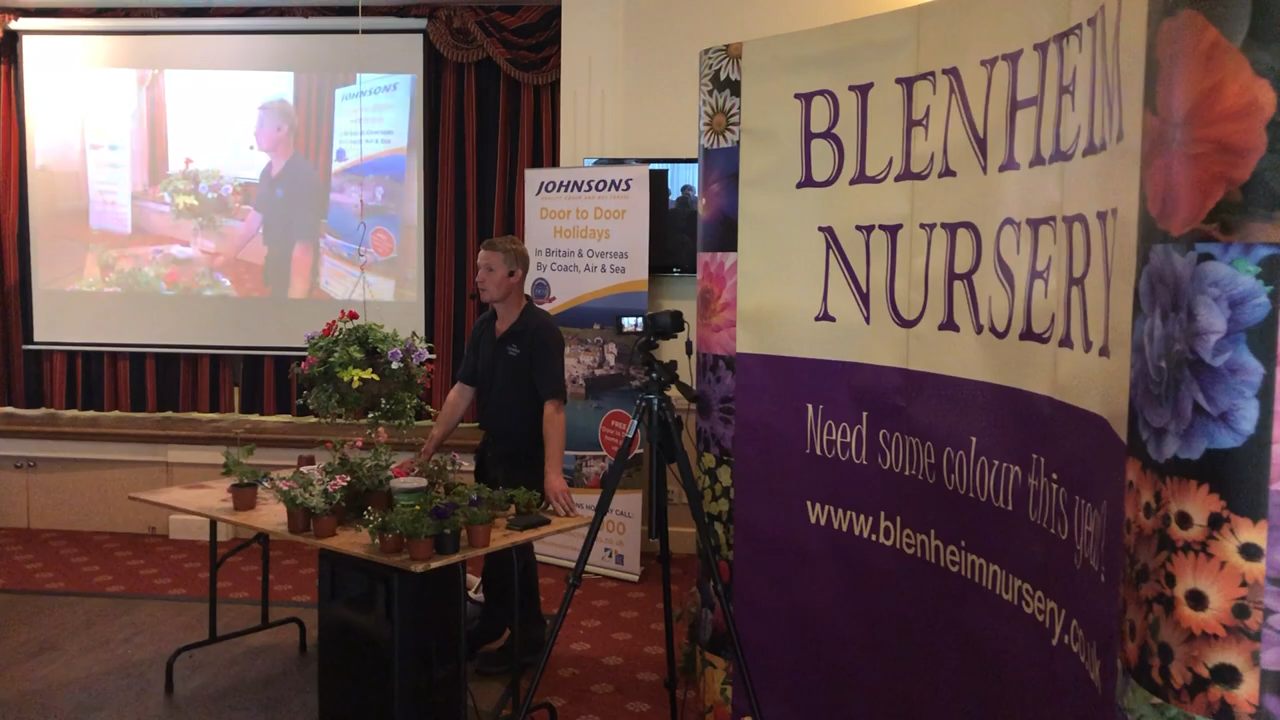 JOHNSONS
JOHNSONS
Door to Door
Holidays
In Britain & Overseas
By Coach, Air & Sea
FREE
CALL:
BLENHEIM
NURSERY
Need some colour this year!
www.blenheimnursery.co.uk